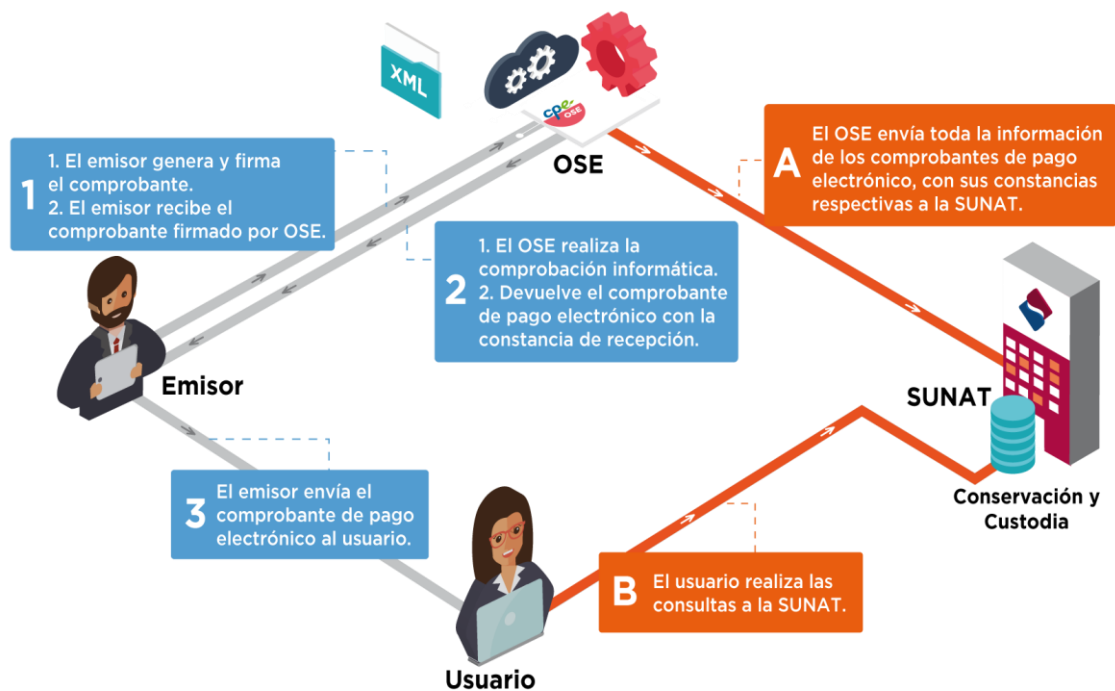 XML
cpe
OSE
OSE
1
1. El emisor genera y firma
el comprobante.
2. El emisor recibe el
comprobante firmado por OSE.
A
El OSE envía toda la información
de los comprobantes de pago
electrónico, con sus constancias
respectivas a la SUNAT.
2
1. El OSE realiza la
comprobación informática.
2. Devuelve el comprobante
de pago electrónico con la
constancia de recepción.
Emisor
SUNAT
3
El emisor envía el
comprobante de pago
electrónico al usuario.
Conservación y
Custodia
B
El usuario realiza las
consultas a la SUNAT.
Usuario